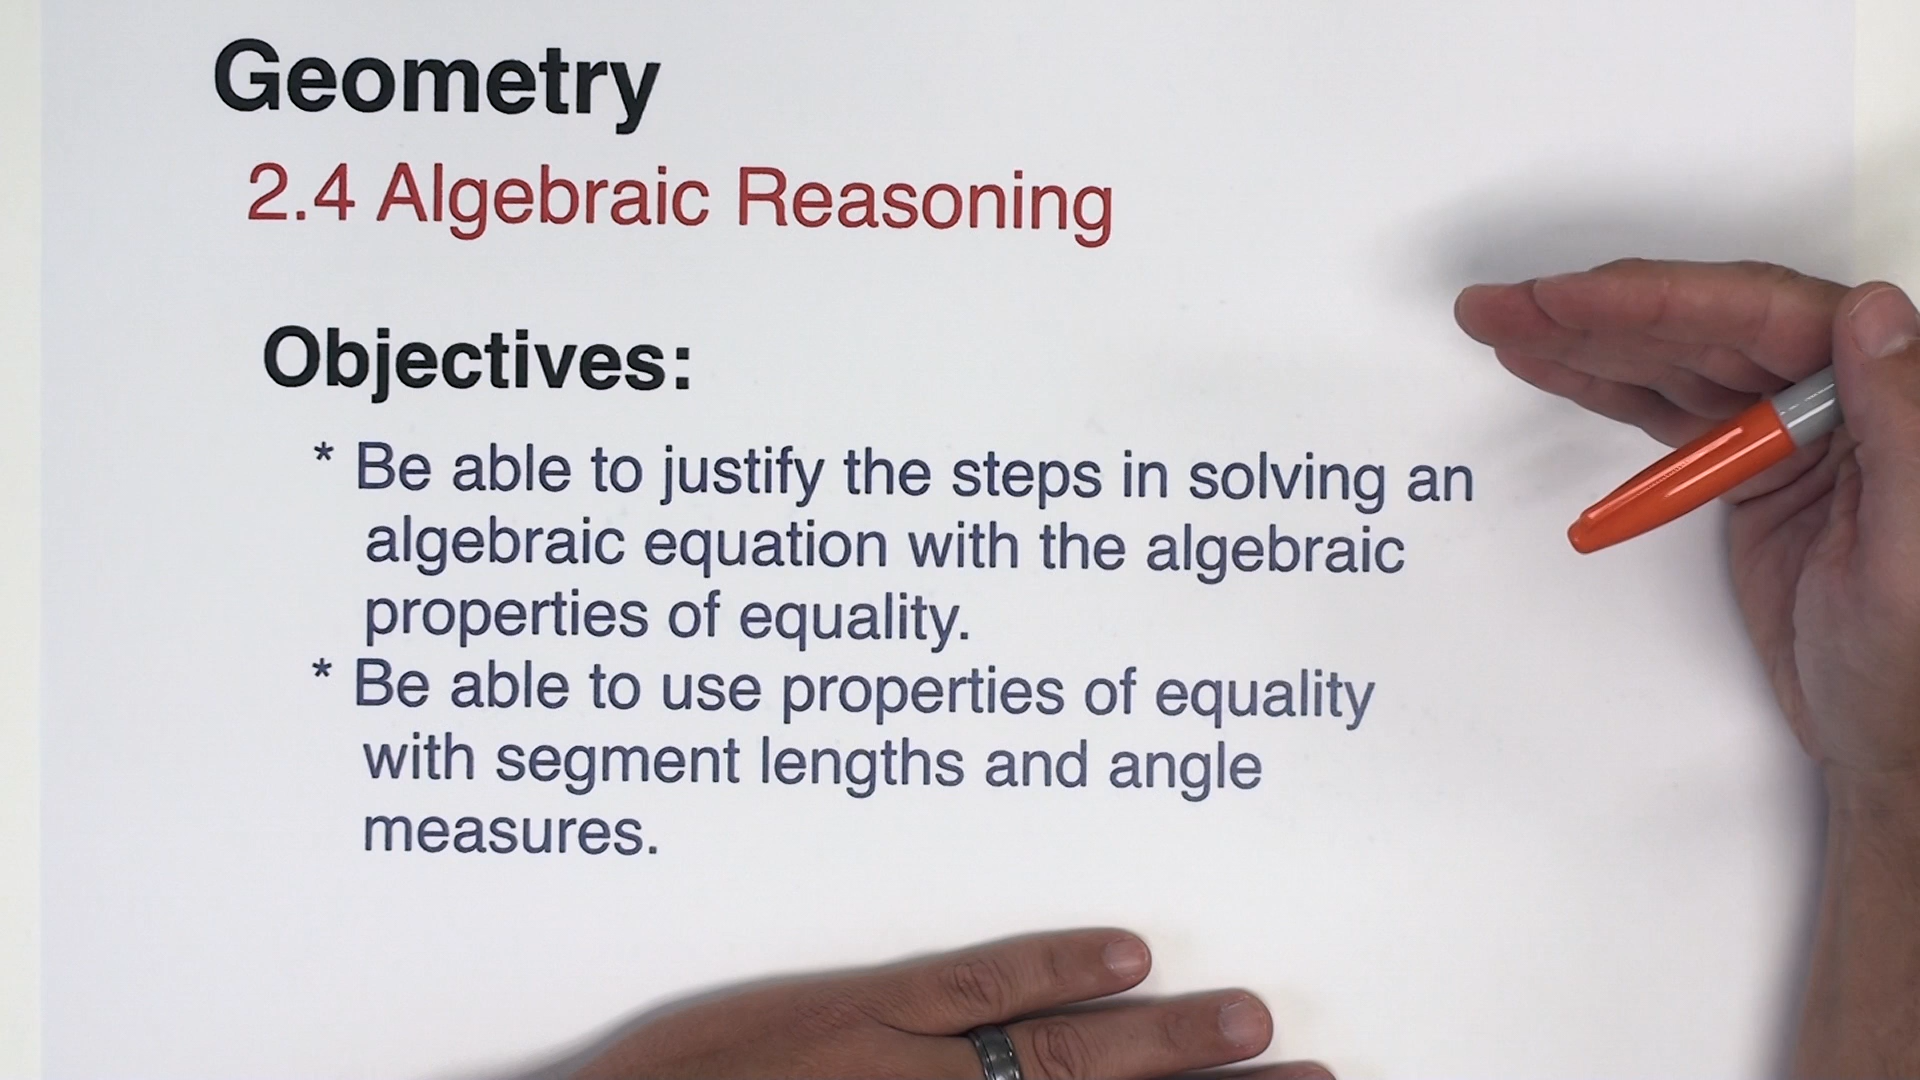 Geometry
2.4 Algebraic Reasoning
Objectives:
* Be able to justify the steps in solving an
algebraic equation with the algebraic
properties of equality.
* Be able to use properties of equality
with segment lengths and angle
measures.